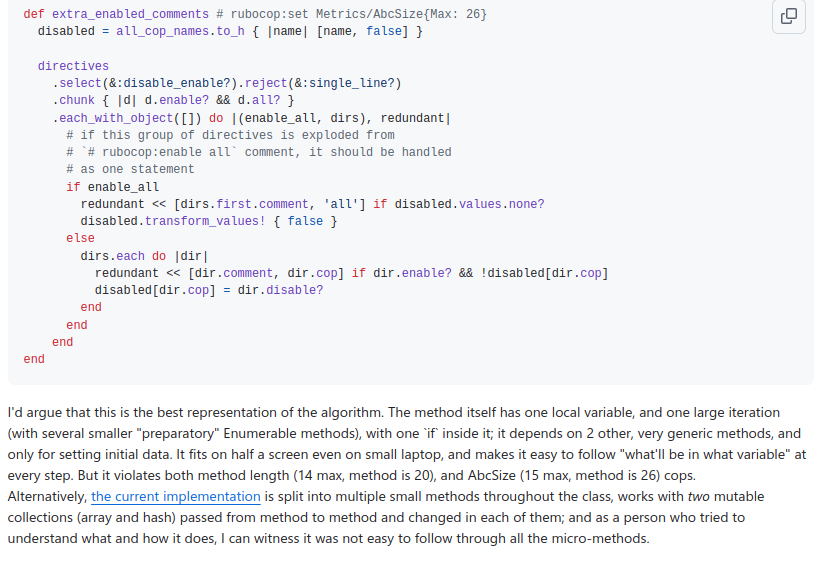 def extra_enabled_comments # rubocop:set Metrics/AbcSize{Max: 26}
  disabled = all_cop_names.to_h { |name| [name, false] }

  directives
    .select(&:disable_enable?).reject(&:single_line?)
    .chunk { |d| d.enable? && d.all? }
    .each_with_object([]) do |(enable_all, dirs), redundant|
      # if this group of directives is exploded from
      # `# rubocop:enable all` comment, it should be handled
      # as one statement
      if enable_all
        redundant << [dirs.first.comment, 'all'] if disabled.values.none?
        disabled.transform_values! { false }
      else
        dirs.each do |dir|
          redundant << [dir.comment, dir.cop] if dir.enable? && !disabled[dir.cop]
          disabled[dir.cop] = dir.disable?
        end
      end
    end
end
I'd argue that this is the best representation of the algorithm. The method itself has one local variable, and one large iteration
(with several smaller "preparatory" Enumerable methods), with one `if` inside it; it depends on 2 other, very generic methods, and
only for setting initial data. It fits on half a screen even on small laptop, and makes it easy to follow "what'll be in what variable" at
every step. But it violates both method length (14 max, method is 20), and AbcSize (15 max, method is 26) cops.
Alternatively, the current implementation is split into multiple small methods throughout the class, works with two mutable
collections (array and hash) passed from method to method and changed in each of them; and as a person who tried to
understand what and how it does, I can witness it was not easy to follow through all the micro-methods.